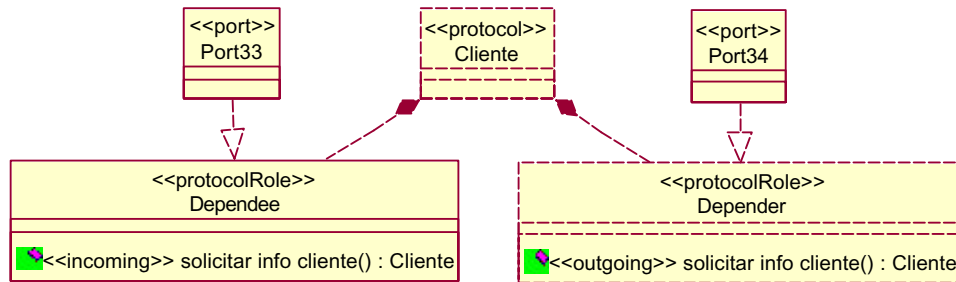 <<port>>
Port33
<<protocol>>
Cliente
<<port>>
Port34
<<protocolRole>>
Dependee
<<incoming>> solicitar info cliente() : Cliente
<<protocolRole>>
Depender
<<outgoing>> solicitar info cliente() : Cliente